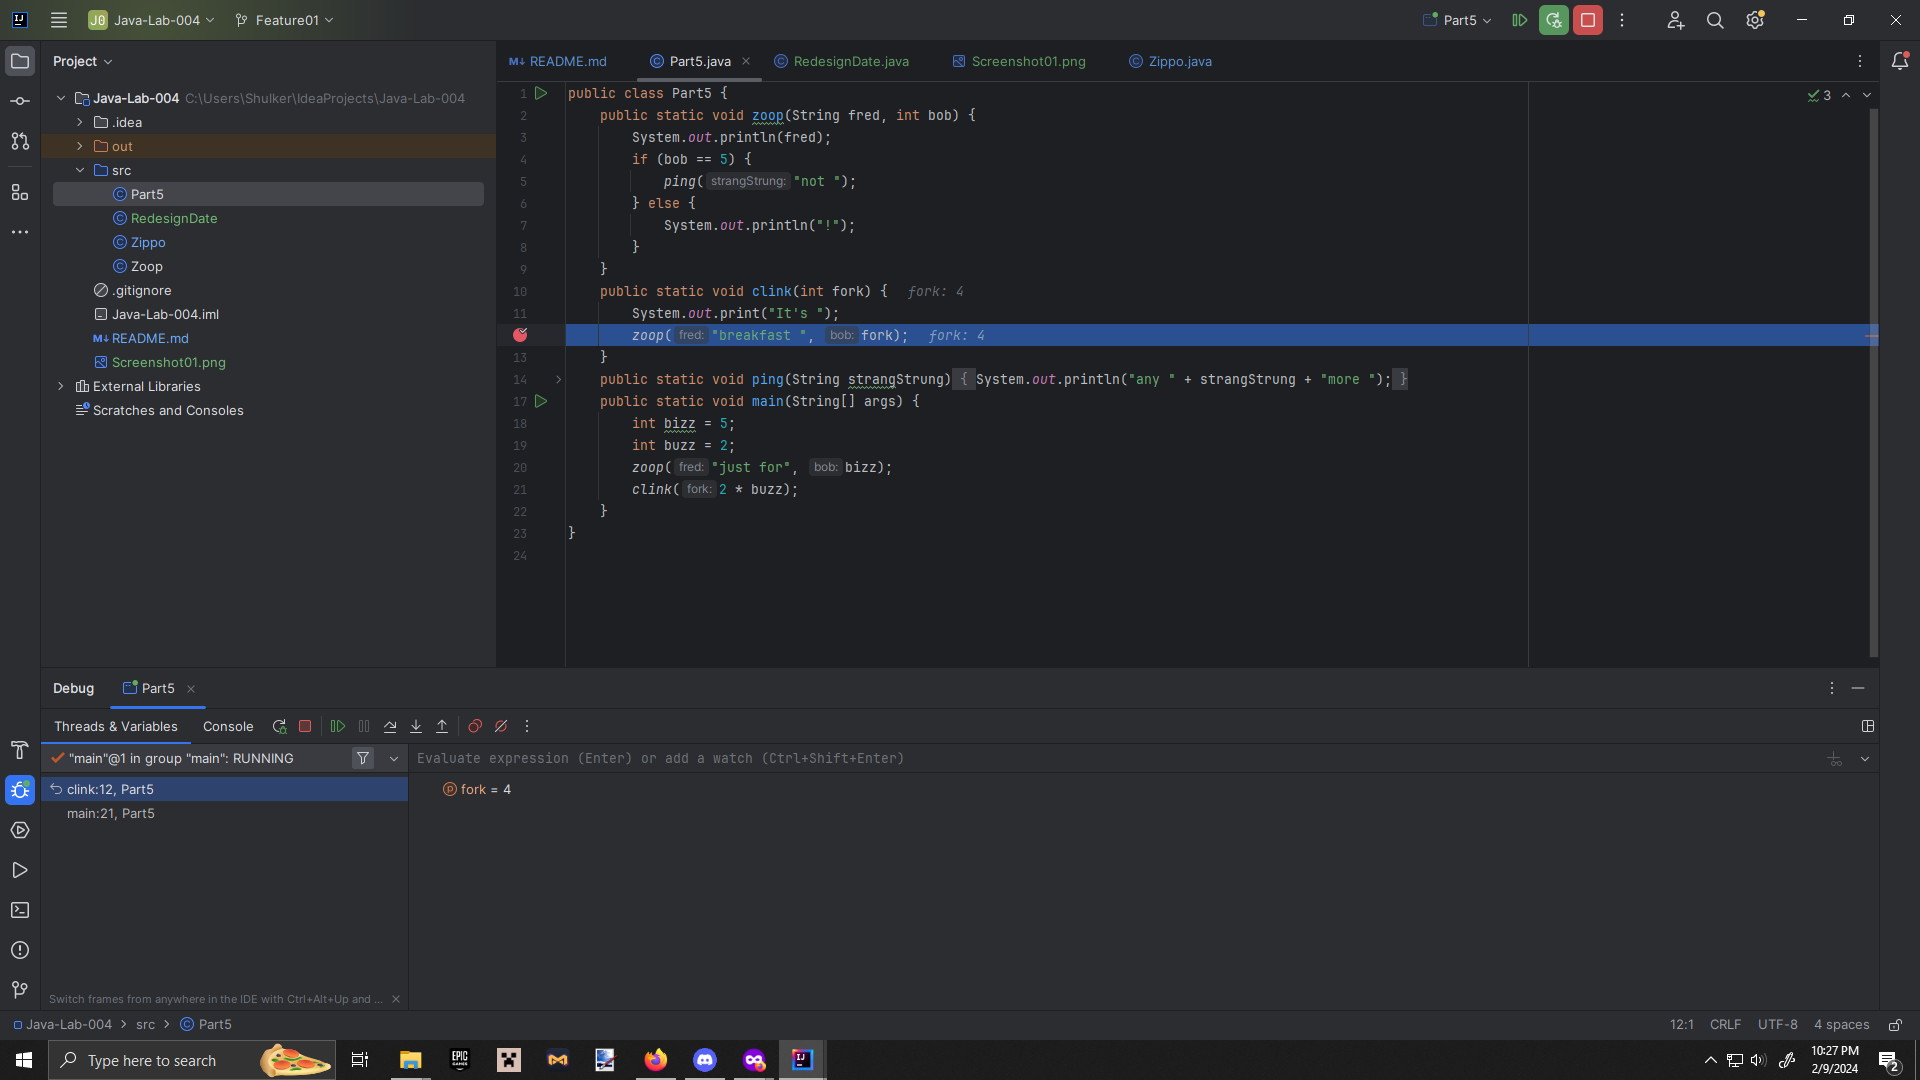 J0 Java-Lab-004 Feature01 Part5
Project
README.md Part5.java RedesignDate.java Screenshot01.png Zippo.java
Java-Lab-004 C:\Users\Shulker\IdeaProjects\Java-Lab-004
.idea
out
src
Part5
RedesignDate
Zippo
Zoop
.gitignore
Java-Lab-004.iml
README.md
Screenshot01.png
External Libraries
Scratches and Consoles
3
1 public class Part5 {
2 public static void zoop(String fred, int bob) {
3 System.out.println(fred);
4 if (bob == 5) {
5 ping( strangStrung: "not ");
6 } else {
7 System.out.println("!");
8 }
9 }
10 public static void clink(int fork) { fork: 4
11 System.out.print("It's ");
zoop( fred: "breakfast ", bob: fork); fork: 4
13 }
14 public static void ping(String strangStrung) { System.out.println("any " + strangStrung + "more "); }
17 public static void main(String[] args) {
18 int bizz = 5;
19 int buzz = 2;
20 zoop( fred: "just for", bob: bizz);
21 clink( fork: 2 * buzz);
22 }
23 }
24
Debug Part5
Threads & Variables Console
"main"@1 in group "main": RUNNING
Evaluate expression (Enter) or add a watch (Ctrl+Shift+Enter)
clink:12, Part5
main:21, Part5
fork = 4
Switch frames from anywhere in the IDE with Ctrl+Alt+Up and ...
Java-Lab-004 > src > Part5
12:1 CRLF UTF-8 4 spaces
Type here to search
EPIC GAMES
10:27 PM
2/9/2024
2